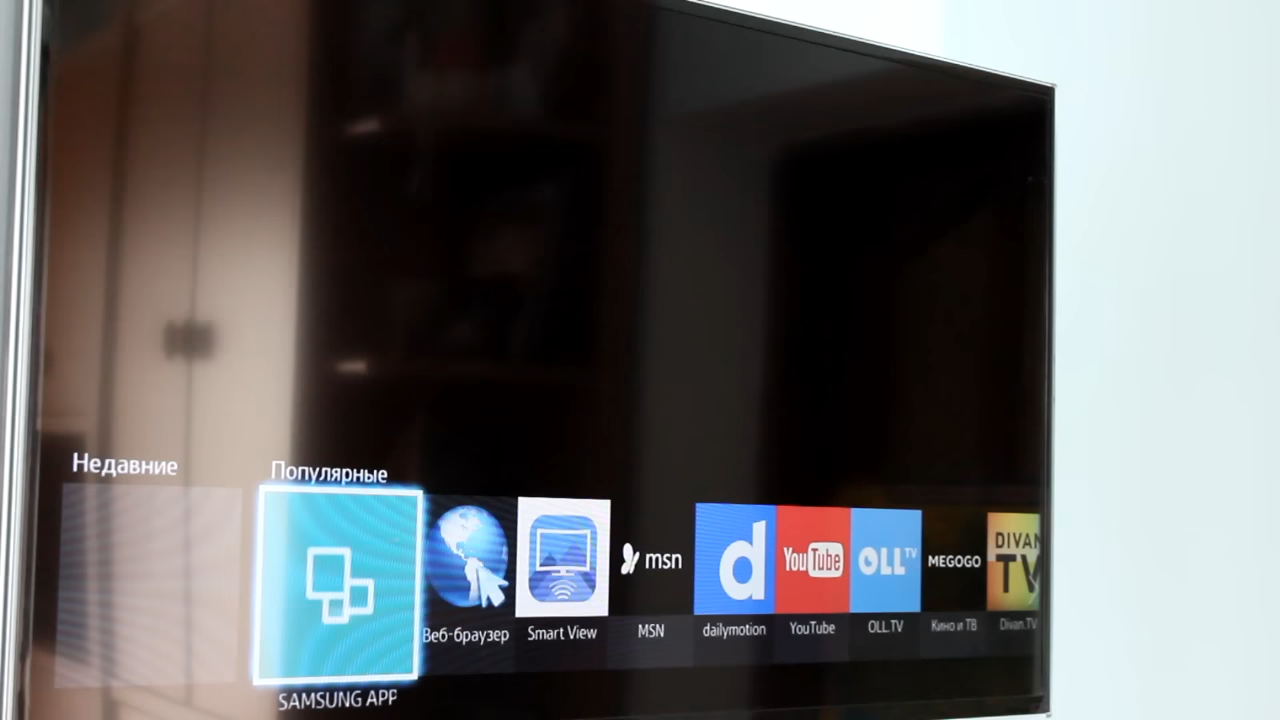 Недавние
Популярные
msn
d
YouTube
OLL TV
MEGOGO
DIVAN
TV
SAMSUNG APP
Веб-браузер
Smart View
MSN
dailymotion
YouTube
OLL.TV
Кино и ТВ
Divan.TV